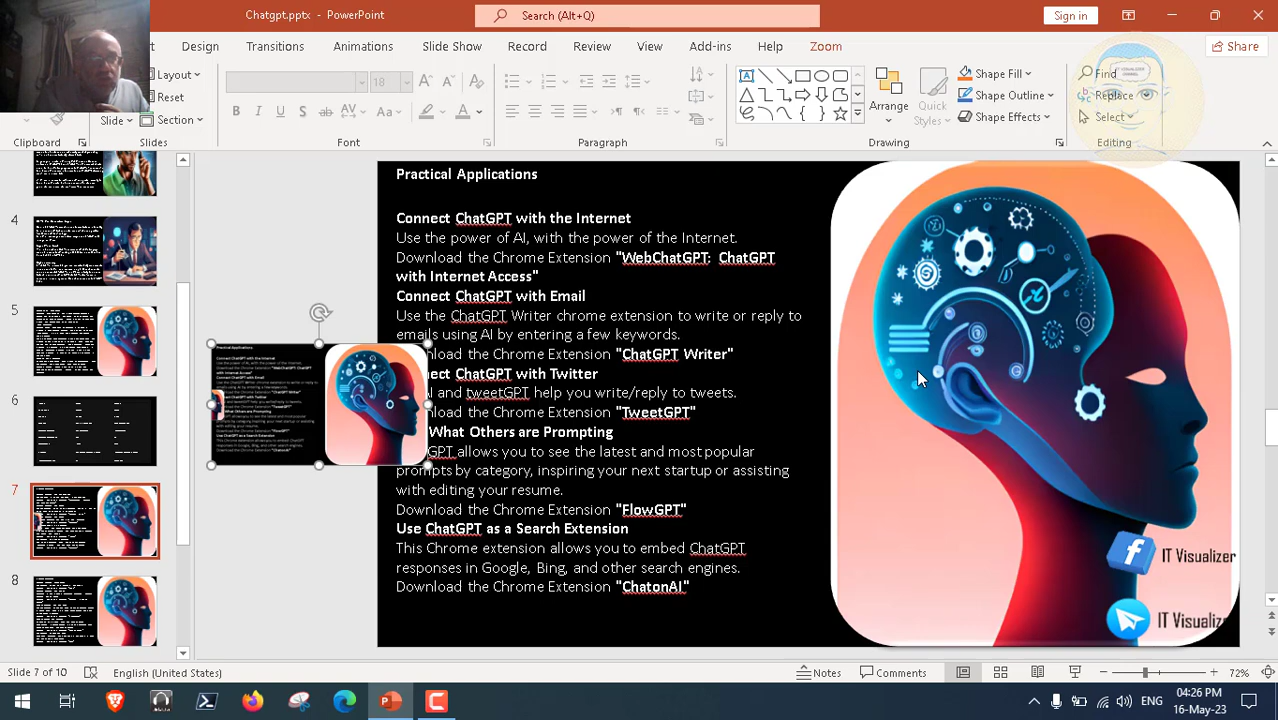 Chatgpt.pptx - PowerPoint
Search (Alt+Q)
Sign in
Design
Transitions
Animations
Slide Show
Record
Review
View
Add-ins
Help
Zoom
Share
Layout
Reset
Slide
Section
18
B I U S ab AV
Aa
A
Arrange
Quick
Styles
Shape Fill
Shape Outline
Shape Effects
Find
Replace
Select
IT VISUALIZER
CHANNEL
Clipboard
Slides
Font
Paragraph
Drawing
Editing
4
5
6
7
8
Practical Applications
Connect ChatGPT with the Internet
Use the power of AI, with the power of the Internet.
Download the Chrome Extension "WebChatGPT: ChatGPT
with Internet Access"
Connect ChatGPT with Email
Use the ChatGPT Writer chrome extension to write or reply to
emails using AI by entering a few keywords.
load the Chrome Extension "ChatGPT Writer"
ect ChatGPT with Twitter
nd tweetGPT help you write/reply to tweets.
the Chrome Extension "TweetGPT"
What Others are Prompting
GPT allows you to see the latest and most popular
prompts by category, inspiring your next startup or assisting
with editing your resume.
Download the Chrome Extension "FlowGPT"
Use ChatGPT as a Search Extension
This Chrome extension allows you to embed ChatGPT
responses in Google, Bing, and other search engines.
Download the Chrome Extension "ChatonAI"
IT Visualizer
IT Visualize
Slide 7 of 10
English (United States)
Notes
Comments
72%
ENG
04:26 PM
16-May-23